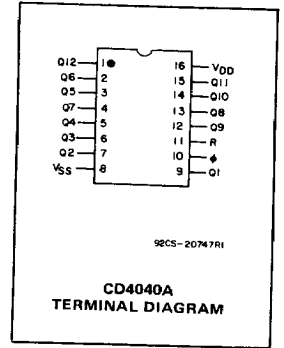 Q12 1 16 VDD
Q6 2 15 Q11
Q5 3 14 Q10
Q7 4 13 Q8
Q4 5 12 Q9
Q3 6 11 R
Q2 7 10 ϕ
VSS 8 9 Q1
92CS-20747R1
CD4040A
TERMINAL DIAGRAM